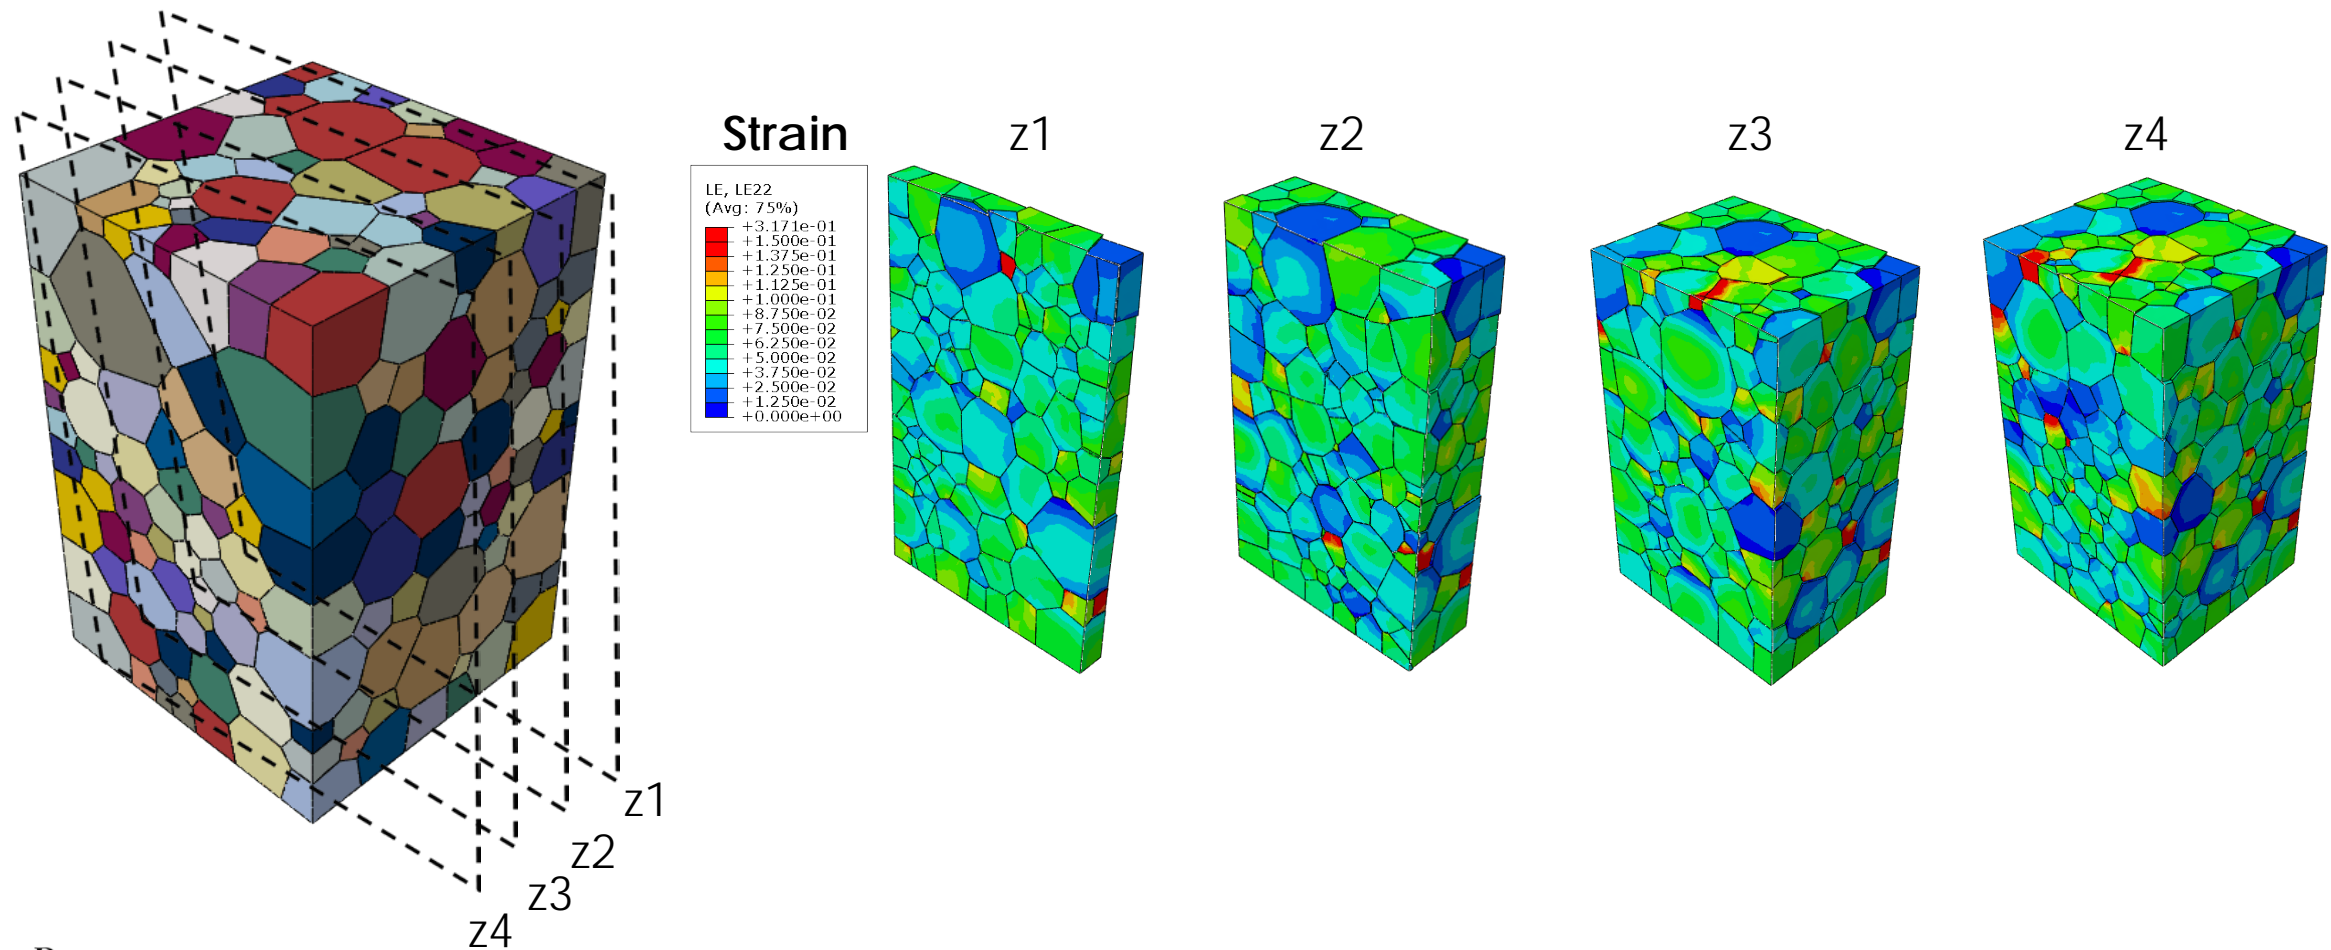 Strain
z1
z2
z3
z4
LE, LE22
(Avg: 75%)
+3.171e-01
+1.500e-01
+1.375e-01
+1.250e-01
+1.125e-01
+1.000e-01
+8.750e-02
+7.500e-02
+6.250e-02
+5.000e-02
+3.750e-02
+2.500e-02
+1.250e-02
+0.000e+00
z1
z2
z3
z4